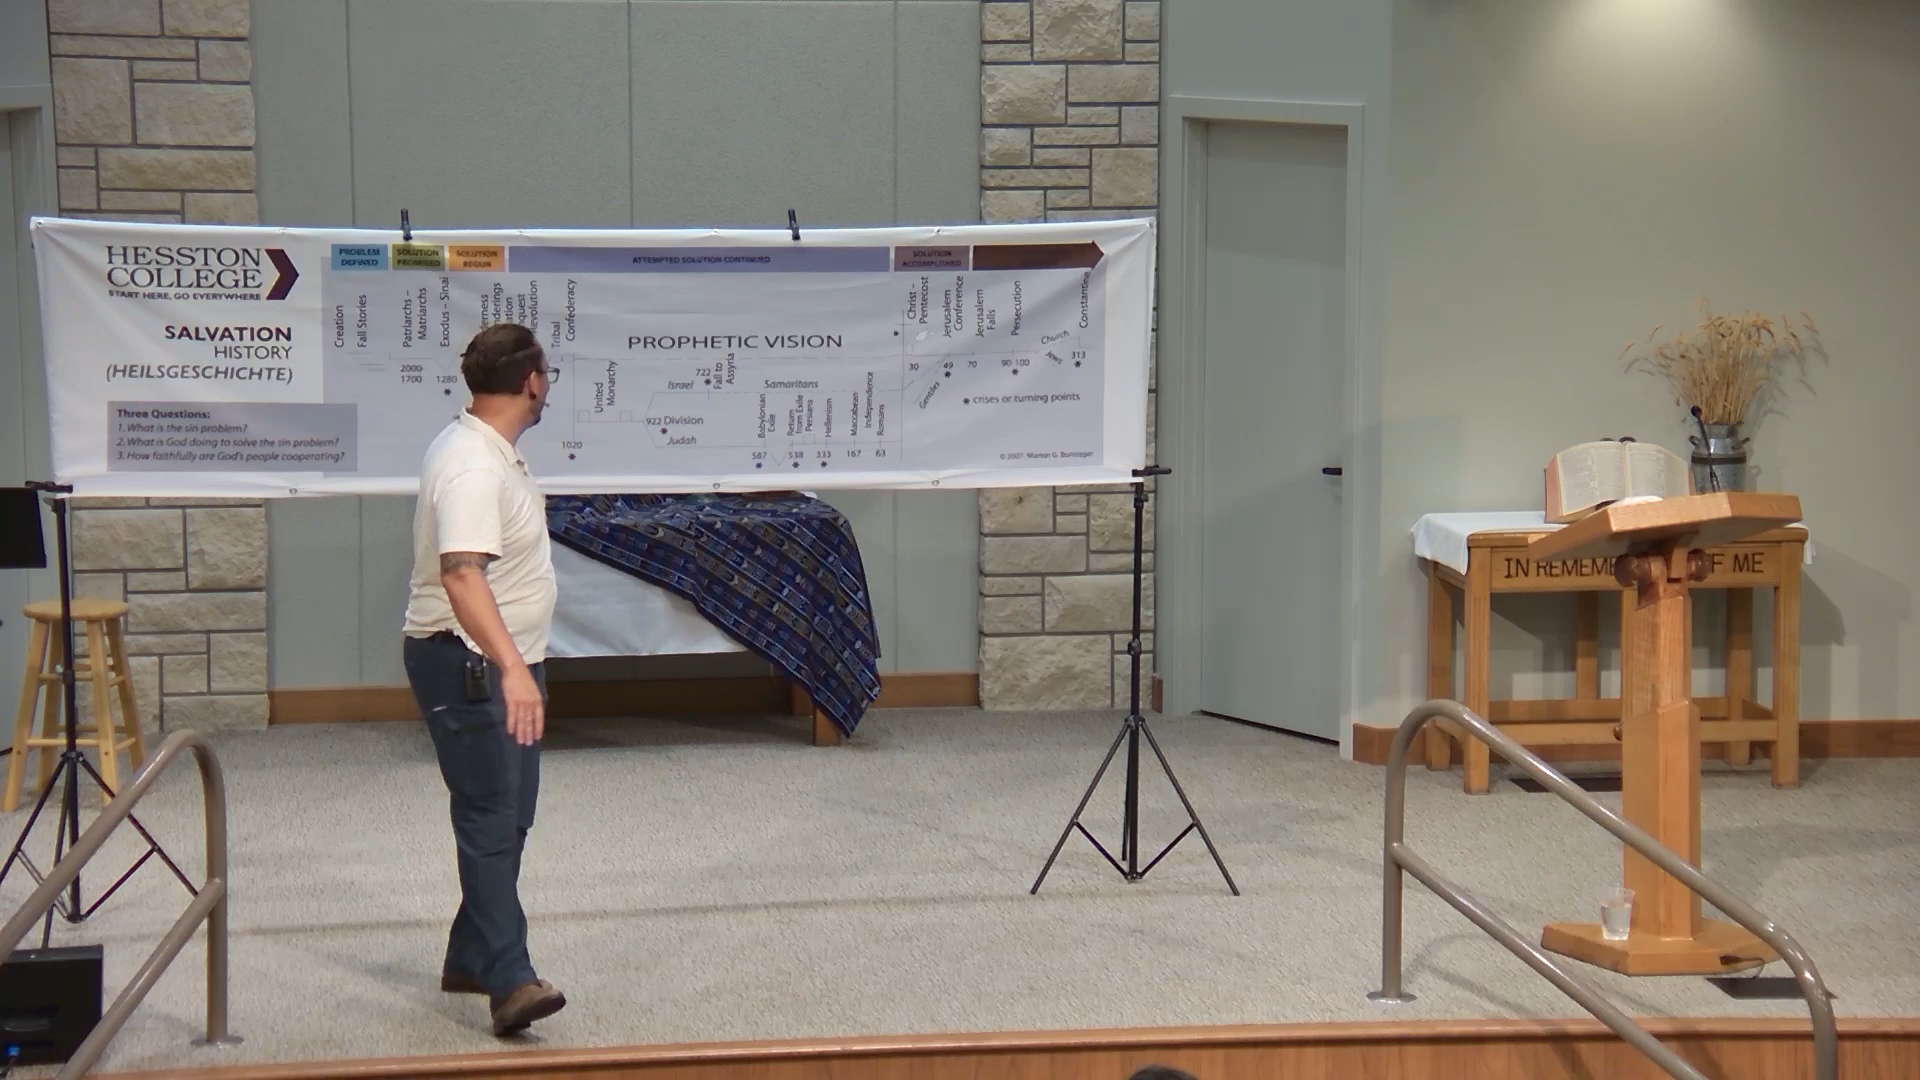 HESSTON
COLLEGE
START HERE, GO EVERYWHERE
SALVATION
HISTORY
(HEILSGESCHICHTE)
Three Questions:
1. What is the sin problem?
2. What is God doing to solve the sin problem?
3. How faithfully are God's people cooperating?
PROBLEM
DEFINED
SOLUTION
PROMISED
SOLUTION
BEGUN
ATTEMPTED SOLUTION CONTINUED
SOLUTION
ACCOMPLISHED
Creation
Fall Stories
Patriarchs –
Matriarchs
Exodus – Sinai
Tribal
Confederacy
2000-
1700
1280
1020
PROPHETIC VISION
United
Monarchy
922 Division
Israel
Judah
722
Fall to
Assyria
Samaritans
Babylonian
Exile
Return
from Exile
Persians
Hellenism
Maccabean
Independence
Romans
587
538
333
167
63
Christ –
Pentecost
Jerusalem
Conference
Jerusalem
Falls
Persecution
Constantine
30
49
70
90-100
313
Church
Jews
Gentiles
* crises or turning points
IN REMEM
F ME